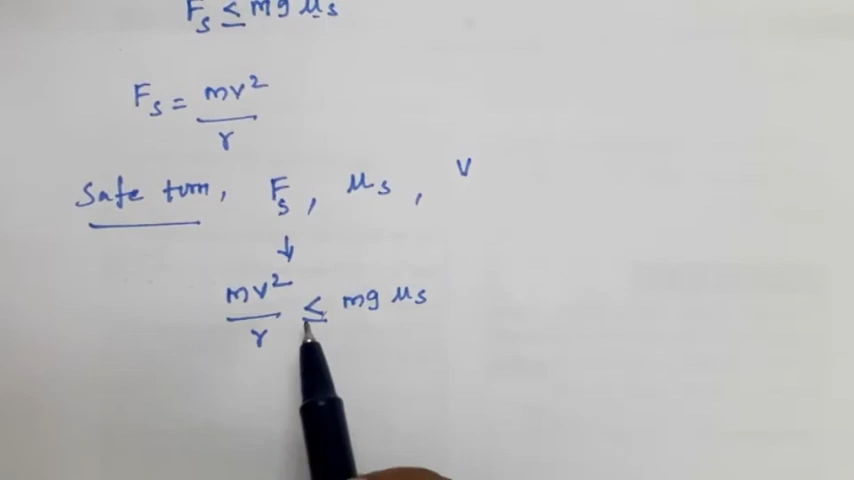 Fs ≤ mg μs
Fs = mv²/r
Safe turn, Fs, μs, v
↓
mv²/r ≤ mg μs